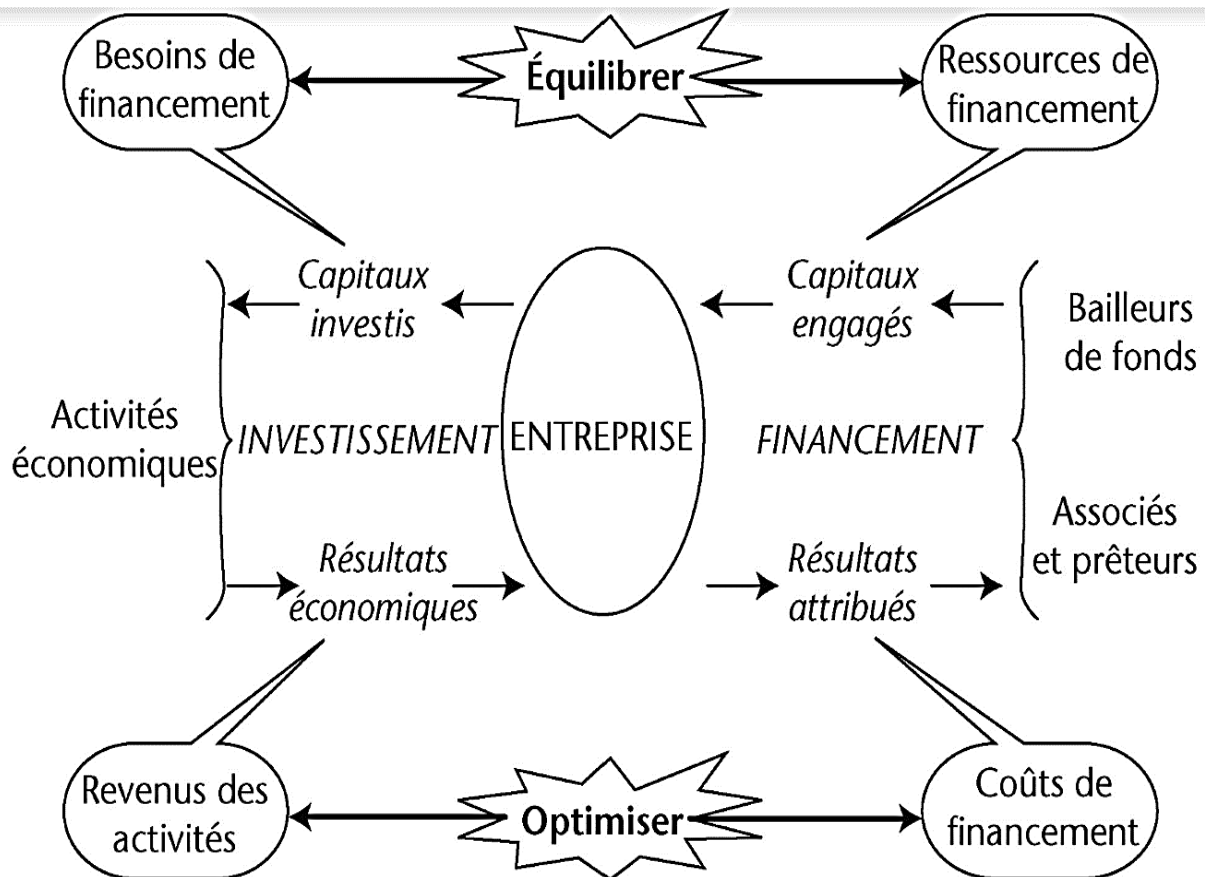 Besoins de
financement
Équilibrer
Ressources de
financement
Capitaux
investis
Capitaux
engagés
Bailleurs
de fonds
Activités
économiques
INVESTISSEMENT
ENTREPRISE
FINANCEMENT
Associés
et prêteurs
Résultats
économiques
Résultats
attribués
Revenus des
activités
Optimiser
Coûts de
financement